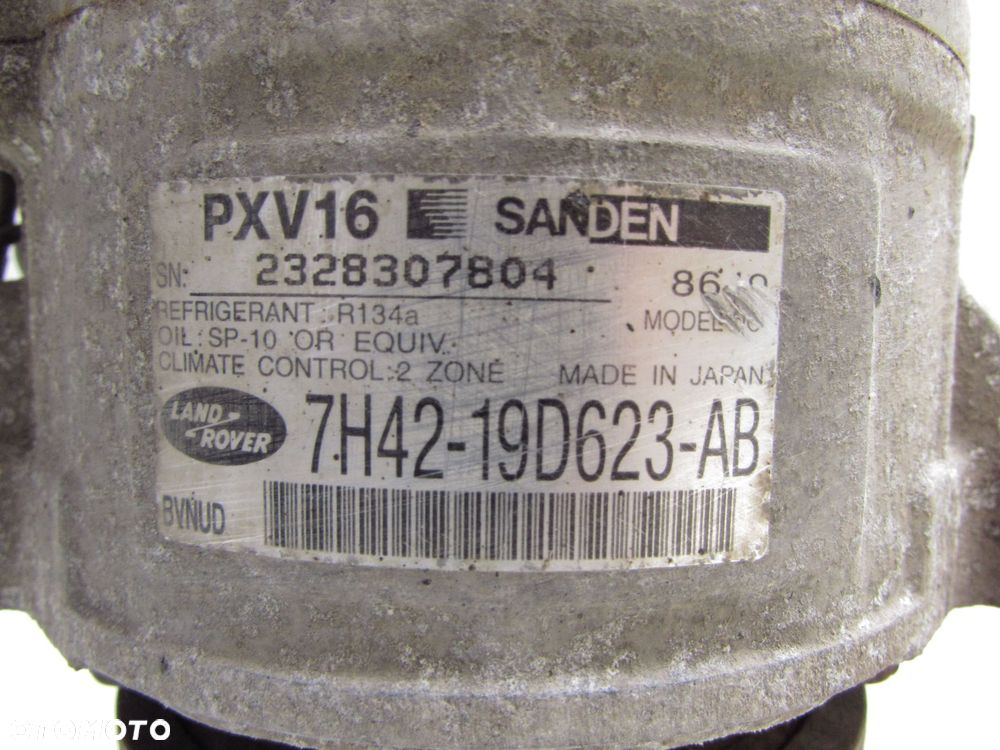 PXV16 SANDEN
SN: 2328307804
REFRIGERANT : R134a
OIL : SP-10 OR EQUIV.
CLIMATE CONTROL : 2 ZONE MADE IN JAPAN
LAND ROVER 7H42-19D623-AB
BVNUD
OTOMOTO